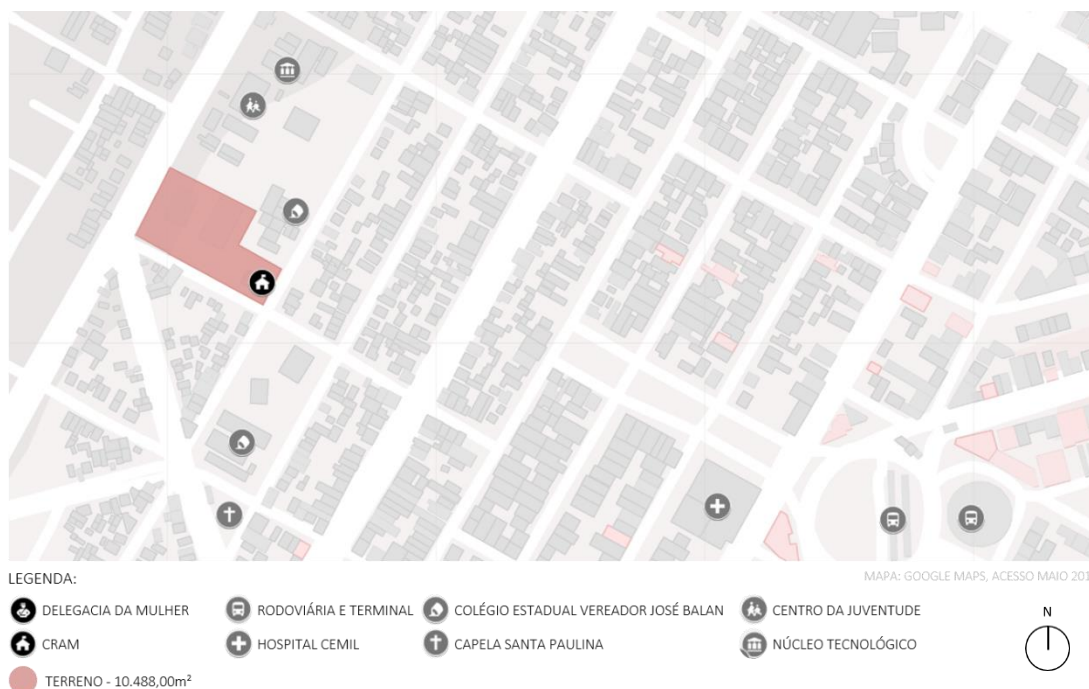 LEGENDA:
MAPA: GOOGLE MAPS, ACESSO MAIO 201
DELEGACIA DA MULHER
RODOVIÁRIA E TERMINAL
COLÉGIO ESTADUAL VEREADOR JOSÉ BALAN
CENTRO DA JUVENTUDE
CRAM
HOSPITAL CEMIL
CAPELA SANTA PAULINA
NÚCLEO TECNOLÓGICO
N
TERRENO - 10.488,00m²